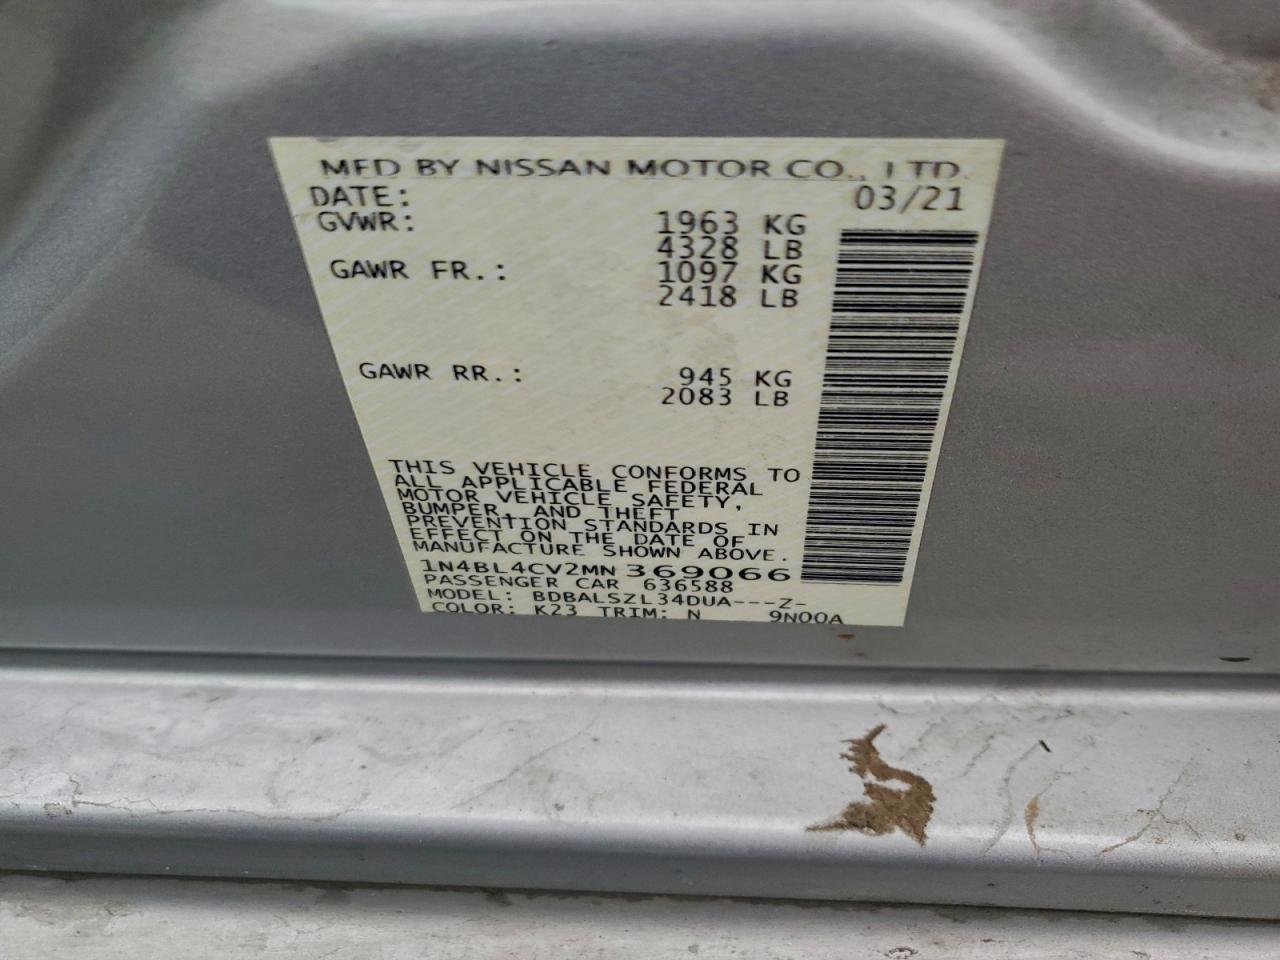 MFD BY NISSAN MOTOR CO., LTD.
DATE: 03/21
GVWR: 1963 KG
4328 LB
GAWR FR.: 1097 KG
2418 LB
GAWR RR.: 945 KG
2083 LB
THIS VEHICLE CONFORMS TO
ALL APPLICABLE FEDERAL
MOTOR VEHICLE SAFETY,
BUMPER, AND THEFT
PREVENTION STANDARDS IN
EFFECT ON THE DATE OF
MANUFACTURE SHOWN ABOVE.
1N4BL4CV2MN369066
PASSENGER CAR 636588
MODEL: BDBALSZL34DUA---Z-
COLOR: K23 TRIM: N 9N00A